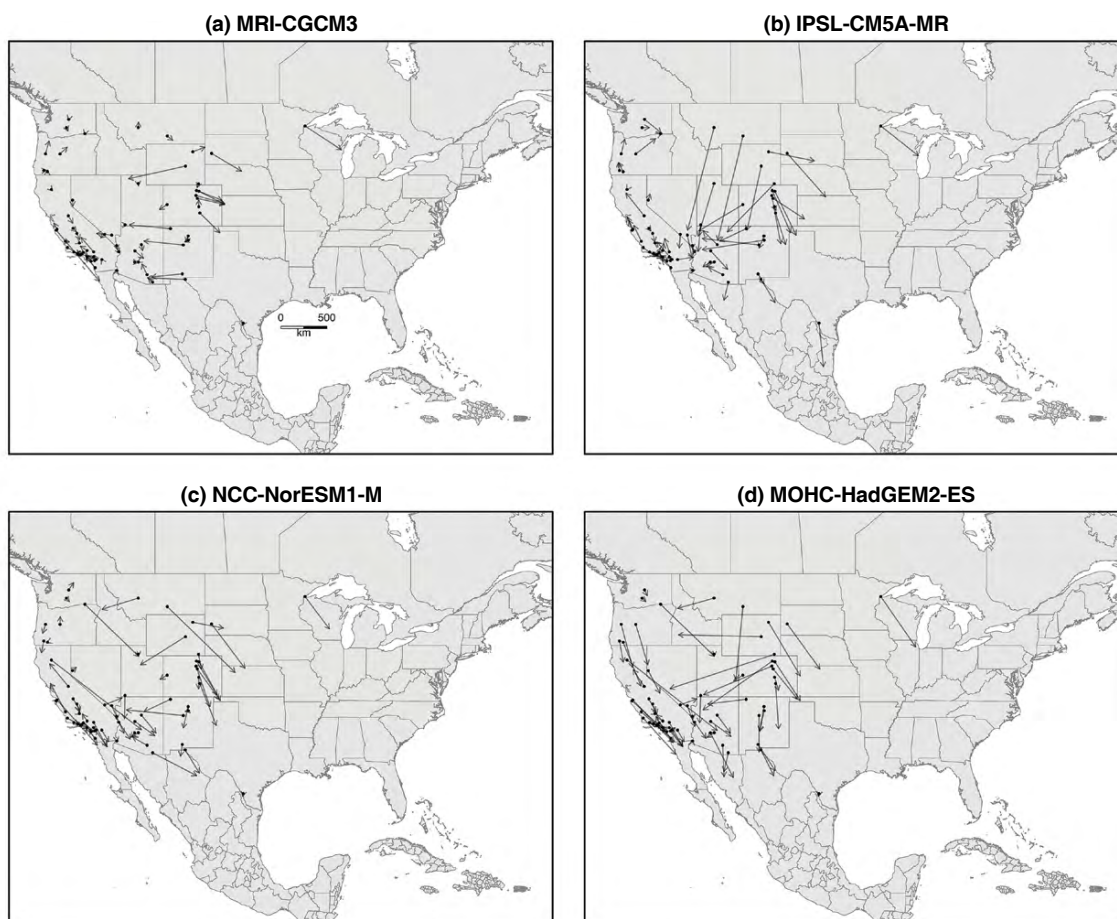 (a) MRI-CGCM3
(b) IPSL-CM5A-MR
0 500
km
(c) NCC-NorESM1-M
(d) MOHC-HadGEM2-ES